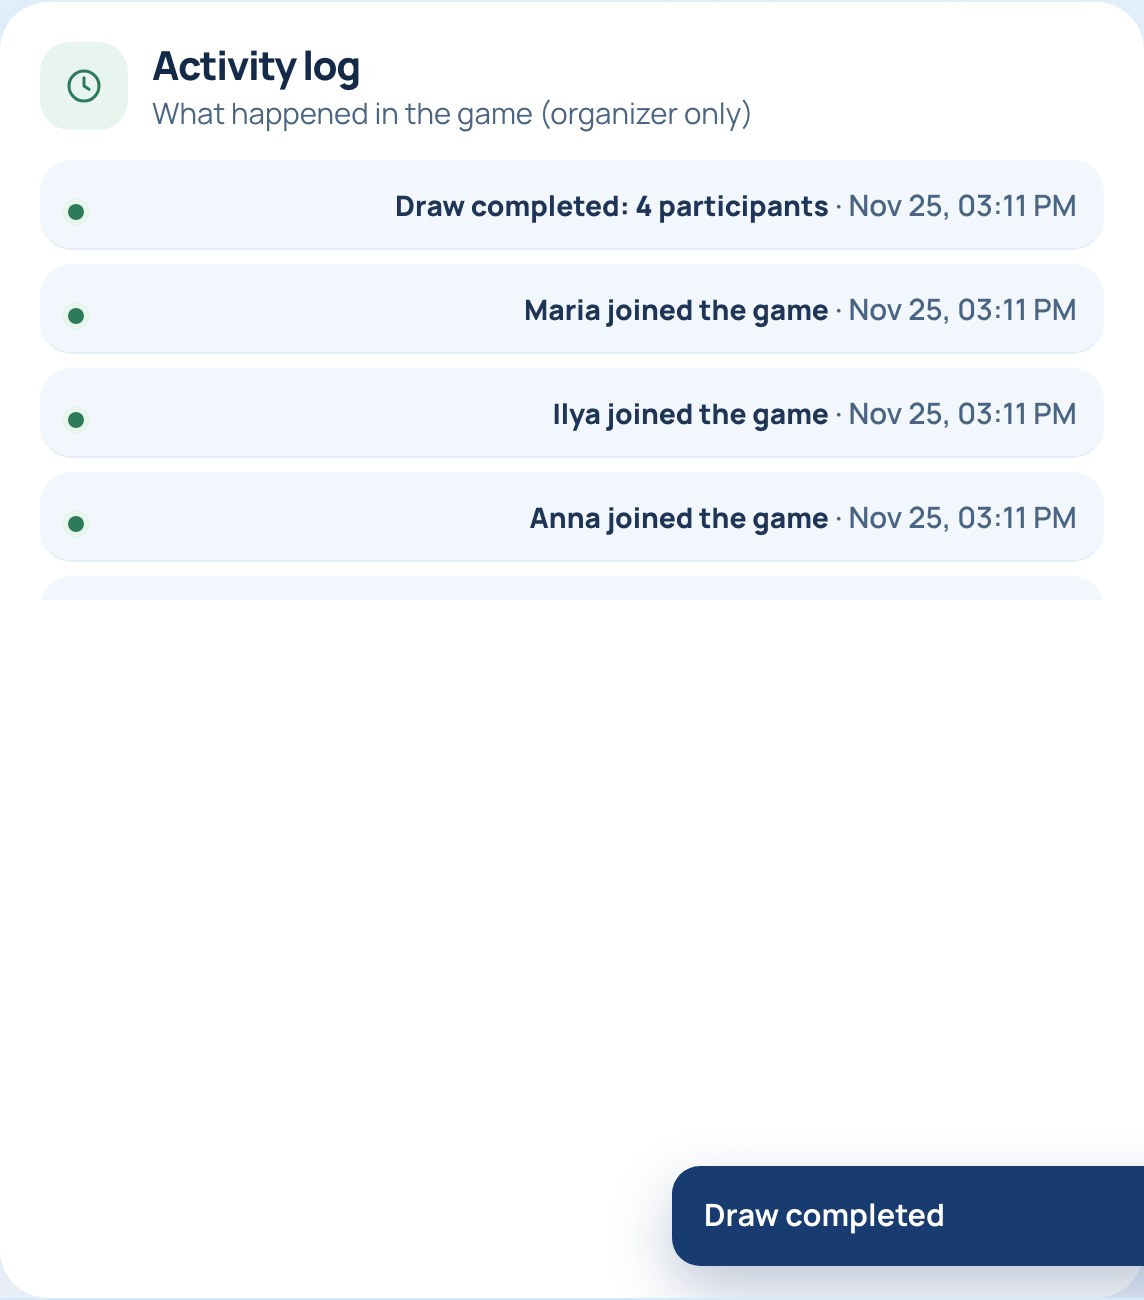 Activity log
What happened in the game (organizer only)
Draw completed: 4 participants · Nov 25, 03:11 PM
Maria joined the game · Nov 25, 03:11 PM
Ilya joined the game · Nov 25, 03:11 PM
Anna joined the game · Nov 25, 03:11 PM
Draw completed